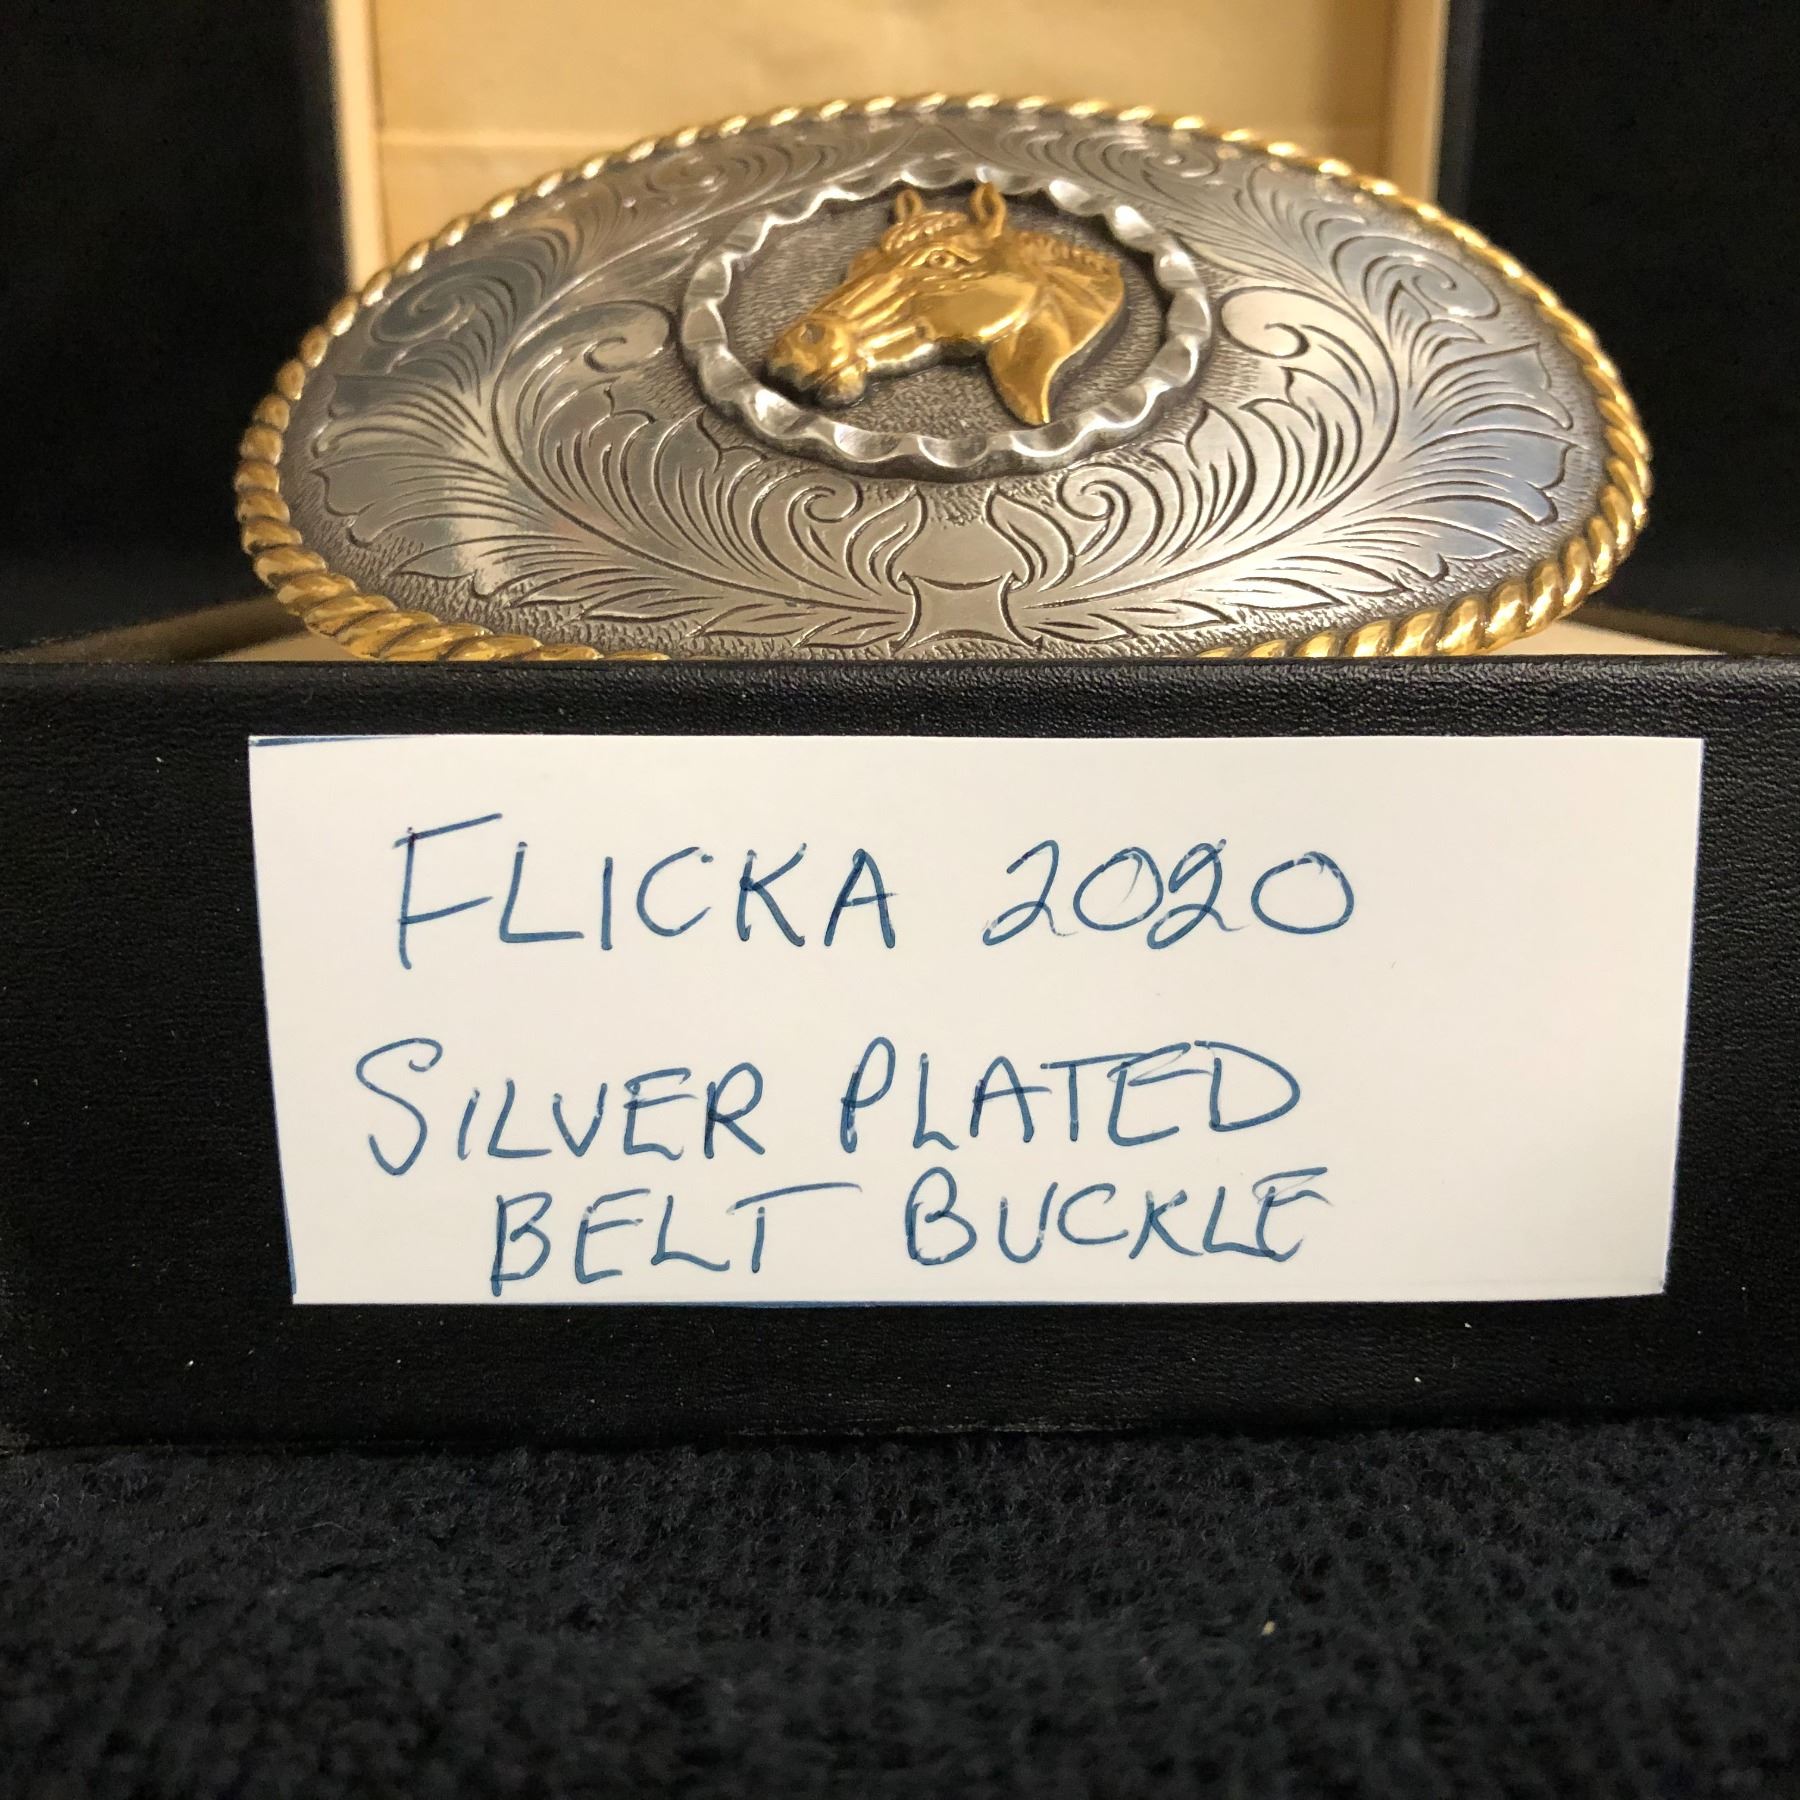 FLICKA 2020
SILVER PLATED
BELT BUCKLE